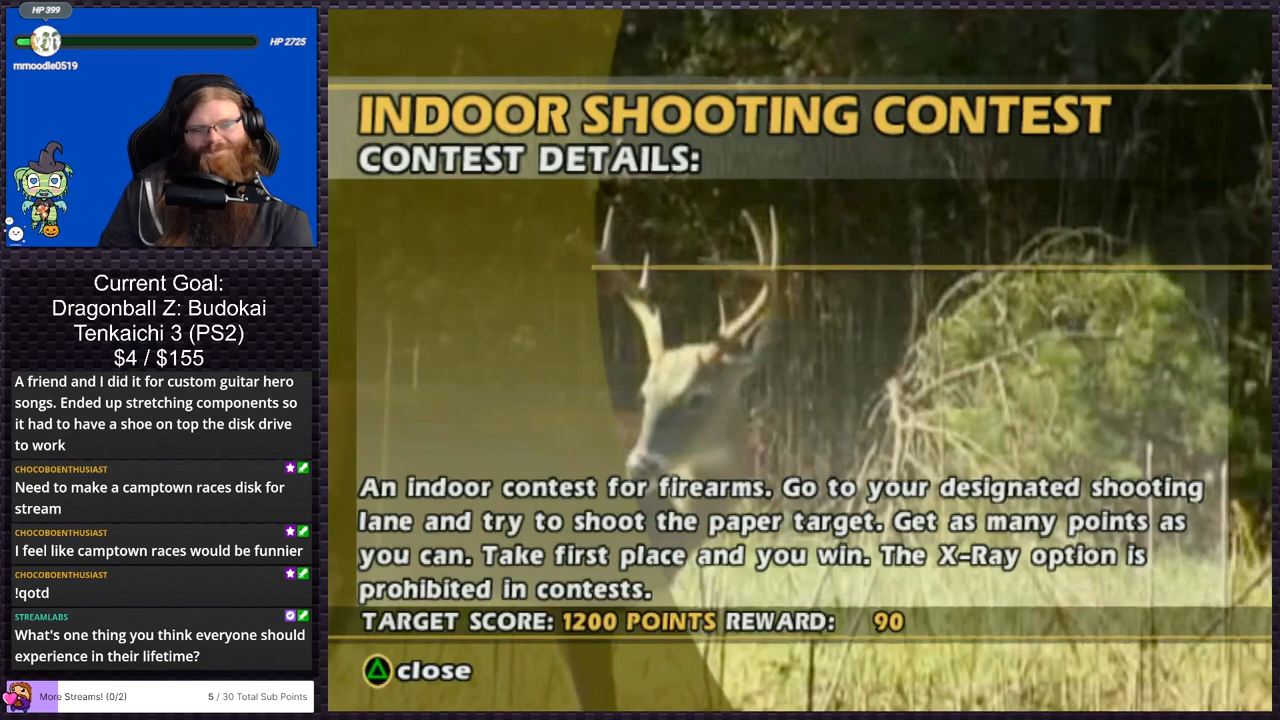 HP 399
HP 2725
mrnoodle0519
Current Goal:
Dragonball Z: Budokai
Tenkaichi 3 (PS2)
$4 / $155
A friend and I did it for custom guitar hero
songs. Ended up stretching components so
it had to have a shoe on top the disk drive
to work
CHOCOBOENTHUSIAST
Need to make a camptown races disk for
stream
CHOCOBOENTHUSIAST
I feel like camptown races would be funnier
CHOCOBOENTHUSIAST
!qotd
STREAMLABS
What's one thing you think everyone should
experience in their lifetime?
More Streams! (0/2)
5 / 30 Total Sub Points
INDOOR SHOOTING CONTEST
CONTEST DETAILS:
An indoor contest for firearms. Go to your designated shooting
lane and try to shoot the paper target. Get as many points as
you can. Take first place and you win. The X-Ray option is
prohibited in contests.
TARGET SCORE: 1200 POINTS REWARD: 90
close